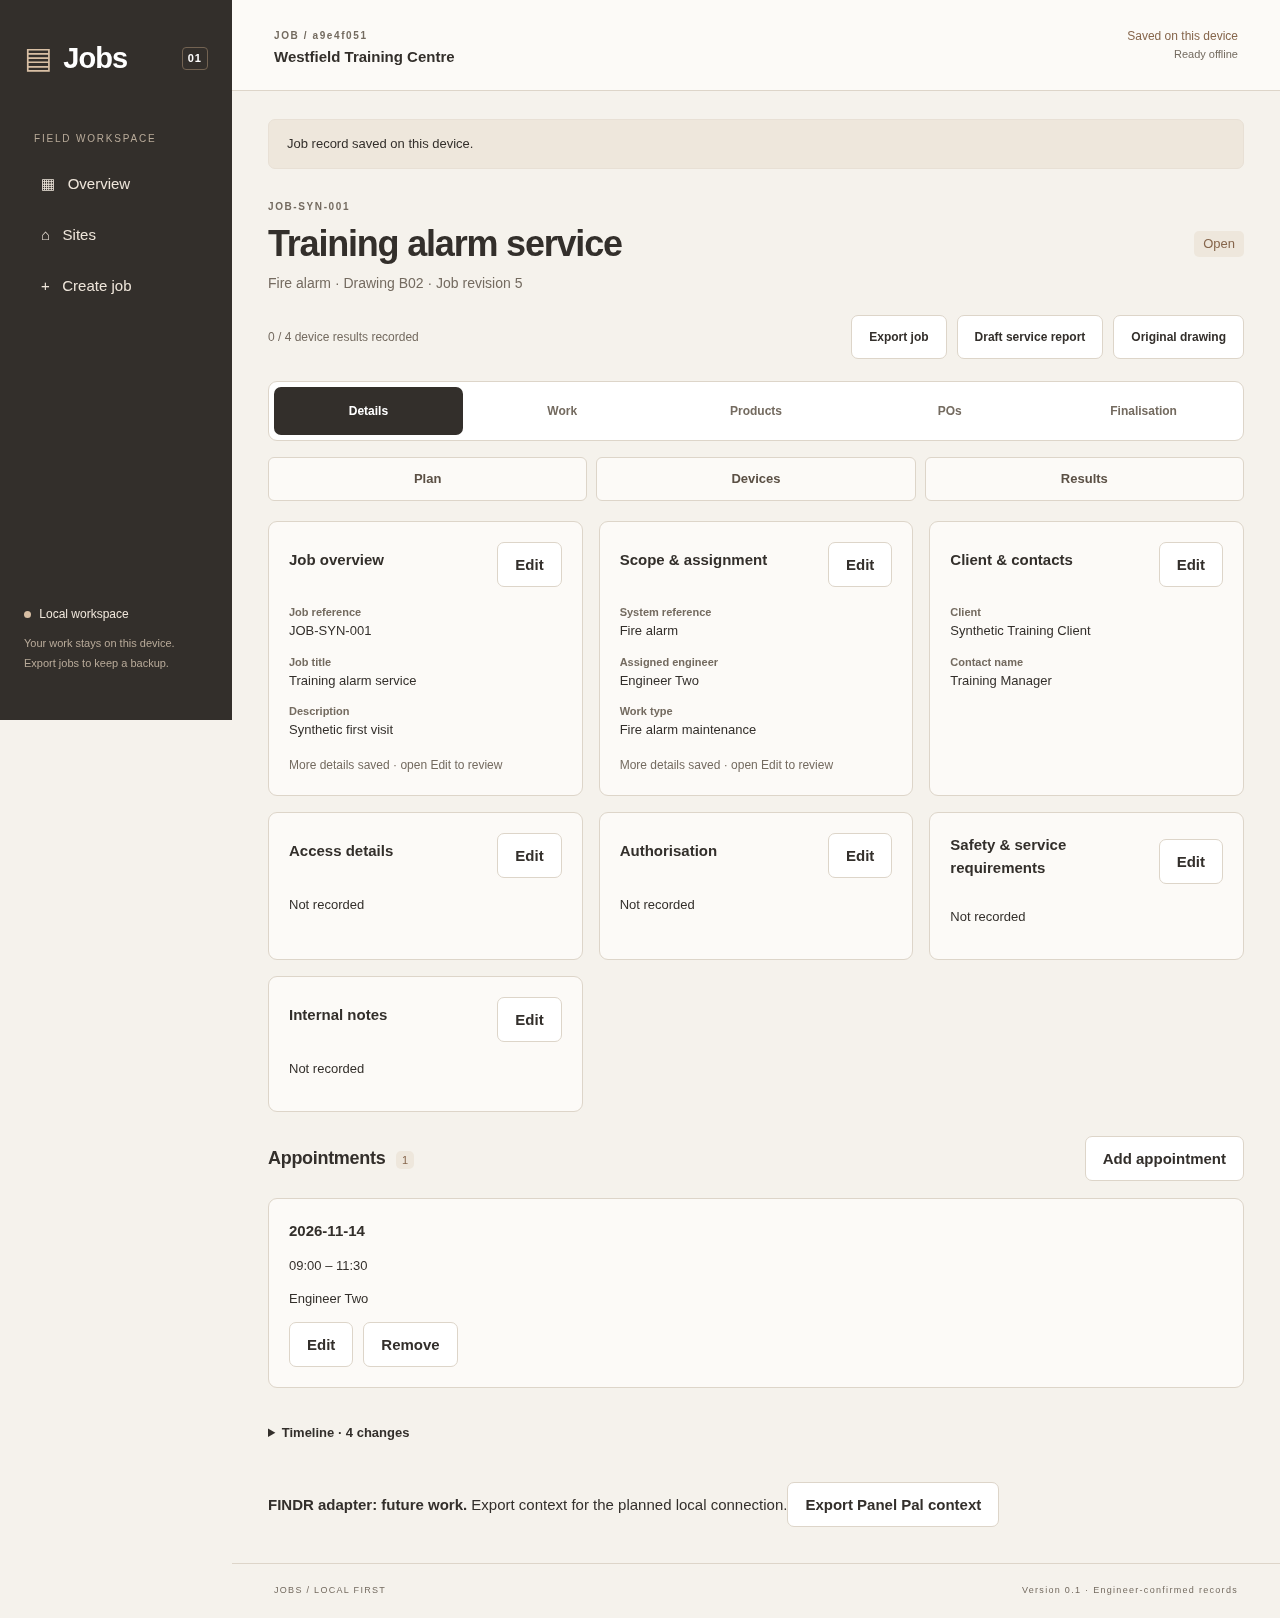 Jobs
01
FIELD WORKSPACE
Overview
Sites
+ Create job
Local workspace
Your work stays on this device.
Export jobs to keep a backup.
JOB / a9e4f051
Westfield Training Centre
Saved on this device
Ready offline
Job record saved on this device.
JOB-SYN-001
Training alarm service
Open
Fire alarm · Drawing B02 · Job revision 5
0 / 4 device results recorded
Export job
Draft service report
Original drawing
Details
Work
Products
POs
Finalisation
Plan
Devices
Results
Job overview
Edit
Job reference
JOB-SYN-001
Job title
Training alarm service
Description
Synthetic first visit
More details saved · open Edit to review
Scope & assignment
Edit
System reference
Fire alarm
Assigned engineer
Engineer Two
Work type
Fire alarm maintenance
More details saved · open Edit to review
Client & contacts
Edit
Client
Synthetic Training Client
Contact name
Training Manager
Access details
Edit
Not recorded
Authorisation
Edit
Not recorded
Safety & service
requirements
Edit
Not recorded
Internal notes
Edit
Not recorded
Appointments 1
Add appointment
2026-11-14
09:00 – 11:30
Engineer Two
Edit
Remove
Timeline · 4 changes
FINDR adapter: future work. Export context for the planned local connection.
Export Panel Pal context
JOBS / LOCAL FIRST
Version 0.1 · Engineer-confirmed records